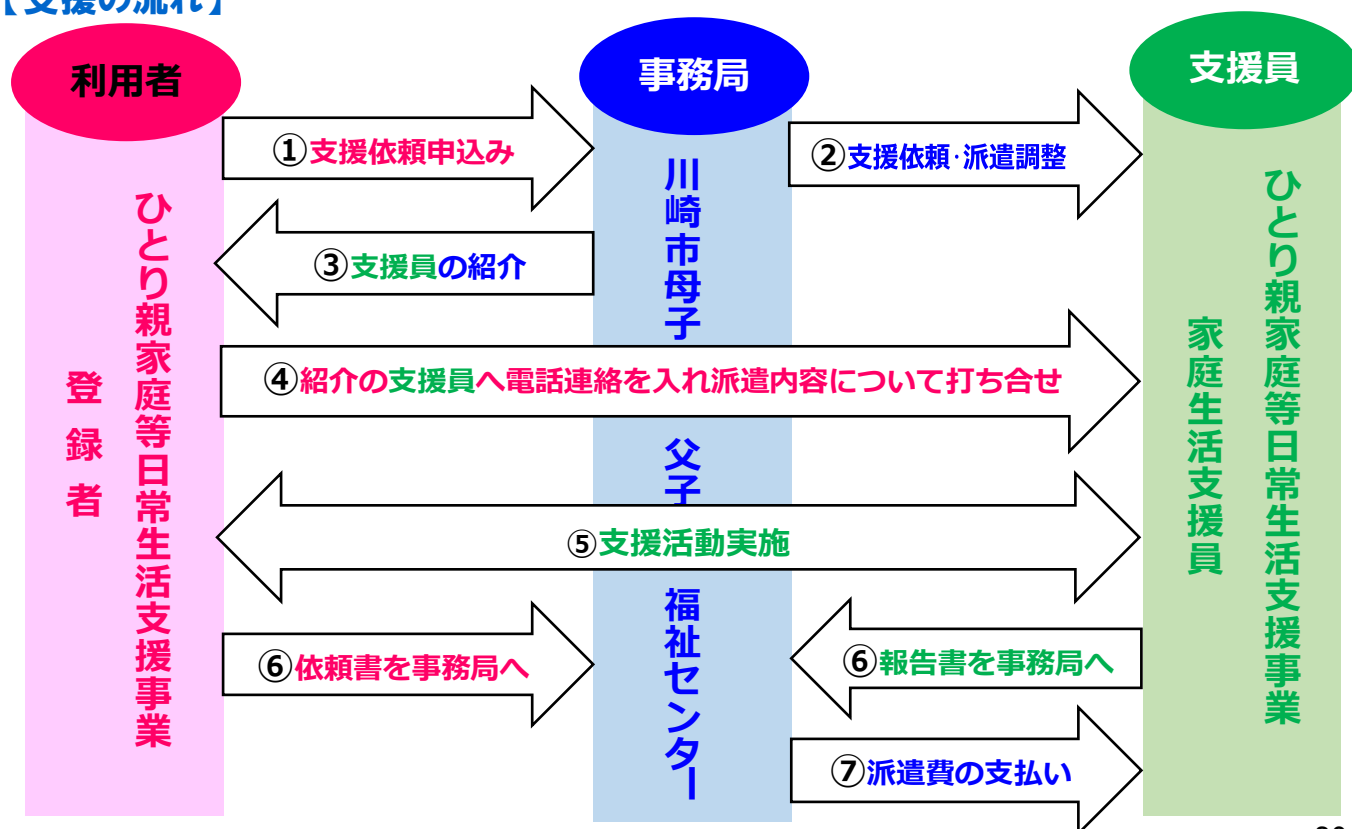 【支援の流れ】
利用者
事務局
支援員
①支援依頼申込み
②支援依頼・派遣調整
③支援員の紹介
④紹介の支援員へ電話連絡を入れ派遣内容について打ち合せ
⑤支援活動実施
⑥依頼書を事務局へ
⑥報告書を事務局へ
⑦派遣費の支払い
ひとり親家庭等日常生活支援事業
登録者
川崎市母子
父子
福祉センター
ひとり親家庭等日常生活支援事業
家庭生活支援員